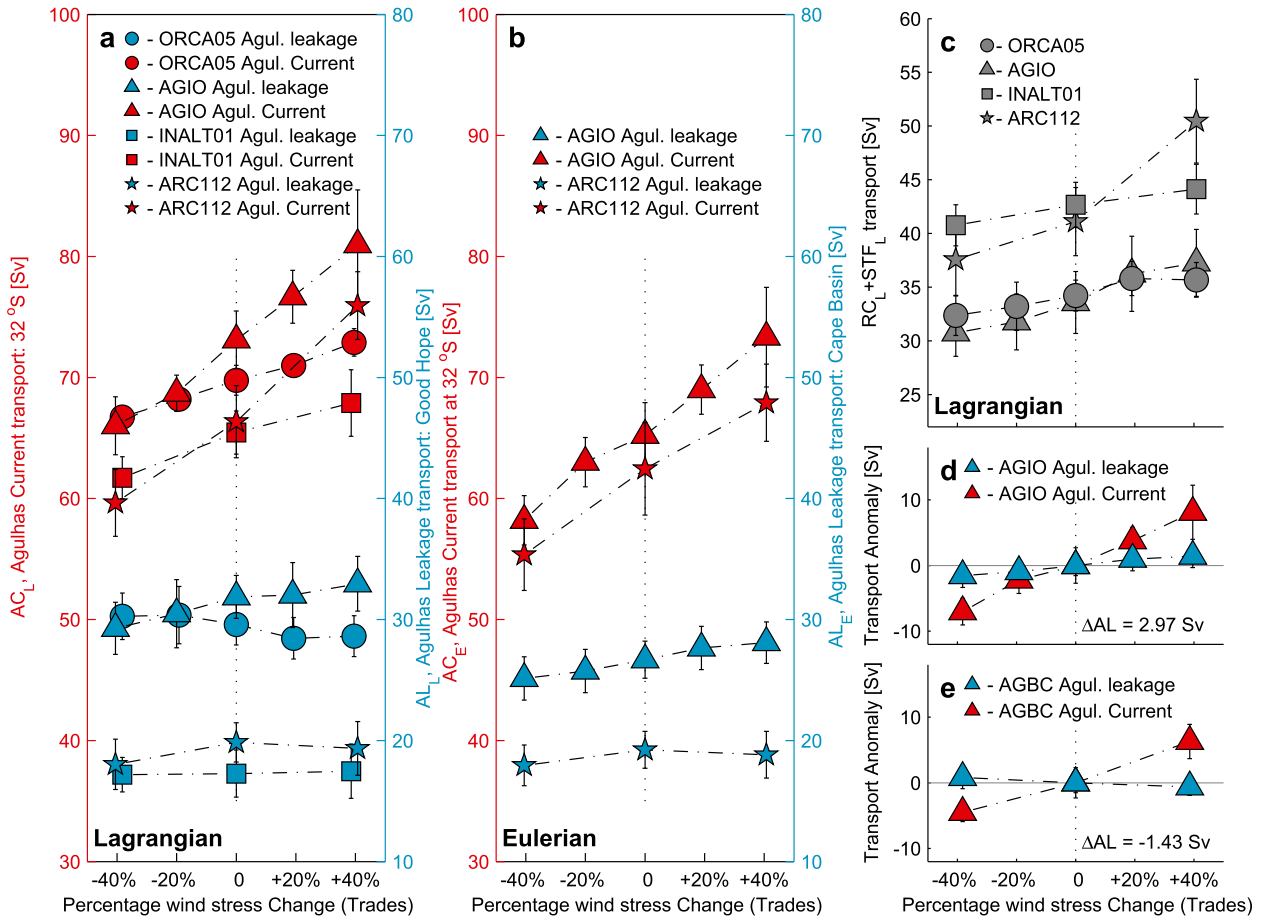 a
- ORCA05 Agul. leakage
- ORCA05 Agul. Current
- AGIO Agul. leakage
- AGIO Agul. Current
- INALT01 Agul. leakage
- INALT01 Agul. Current
- ARC112 Agul. leakage
- ARC112 Agul. Current
Lagrangian
AC_L, Agulhas Current transport: 32 °S [Sv]
100
90
80
70
60
50
40
30
AL_L, Agulhas Leakage transport: Good Hope [Sv]
80
70
60
50
40
30
20
10
-40% -20% 0 +20% +40%
Percentage wind stress Change (Trades)
b
- AGIO Agul. leakage
- AGIO Agul. Current
- ARC112 Agul. leakage
- ARC112 Agul. Current
Eulerian
AC_E, Agulhas Current transport at 32 °S [Sv]
100
90
80
70
60
50
40
30
AL_E, Agulhas Leakage transport: Cape Basin [Sv]
80
70
60
50
40
30
20
10
-40% -20% 0 +20% +40%
Percentage wind stress Change (Trades)
c
- ORCA05
- AGIO
- INALT01
- ARC112
Lagrangian
RC_L+STF_L transport [Sv]
60
55
50
45
40
35
30
25
d
- AGIO Agul. leakage
- AGIO Agul. Current
ΔAL = 2.97 Sv
Transport Anomaly [Sv]
10
0
-10
e
- AGBC Agul. leakage
- AGBC Agul. Current
ΔAL = -1.43 Sv
Transport Anomaly [Sv]
10
0
-10
-40% -20% 0 +20% +40%
Percentage wind stress Change (Trades)